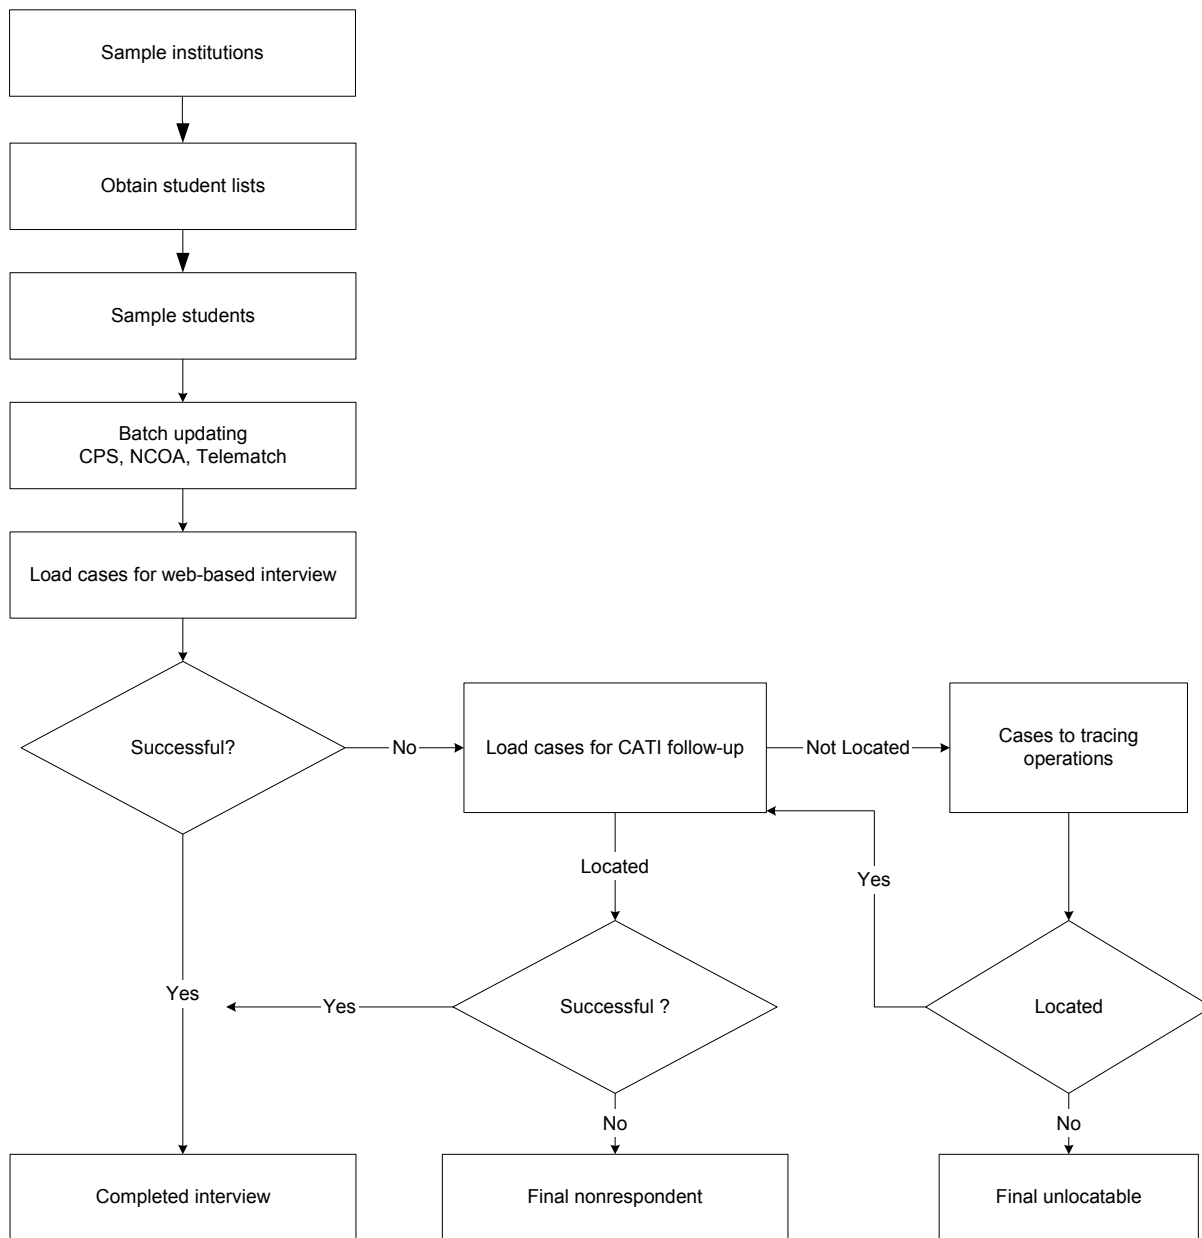 Sample institutions
Obtain student lists
Sample students
Batch updating
CPS, NCOA, Telematch
Load cases for web-based interview
Successful?
No
Load cases for CATI follow-up
Not Located
Cases to tracing
operations
Located
Yes
Yes
Yes
Successful ?
Located
No
No
Completed interview
Final nonrespondent
Final unlocatable